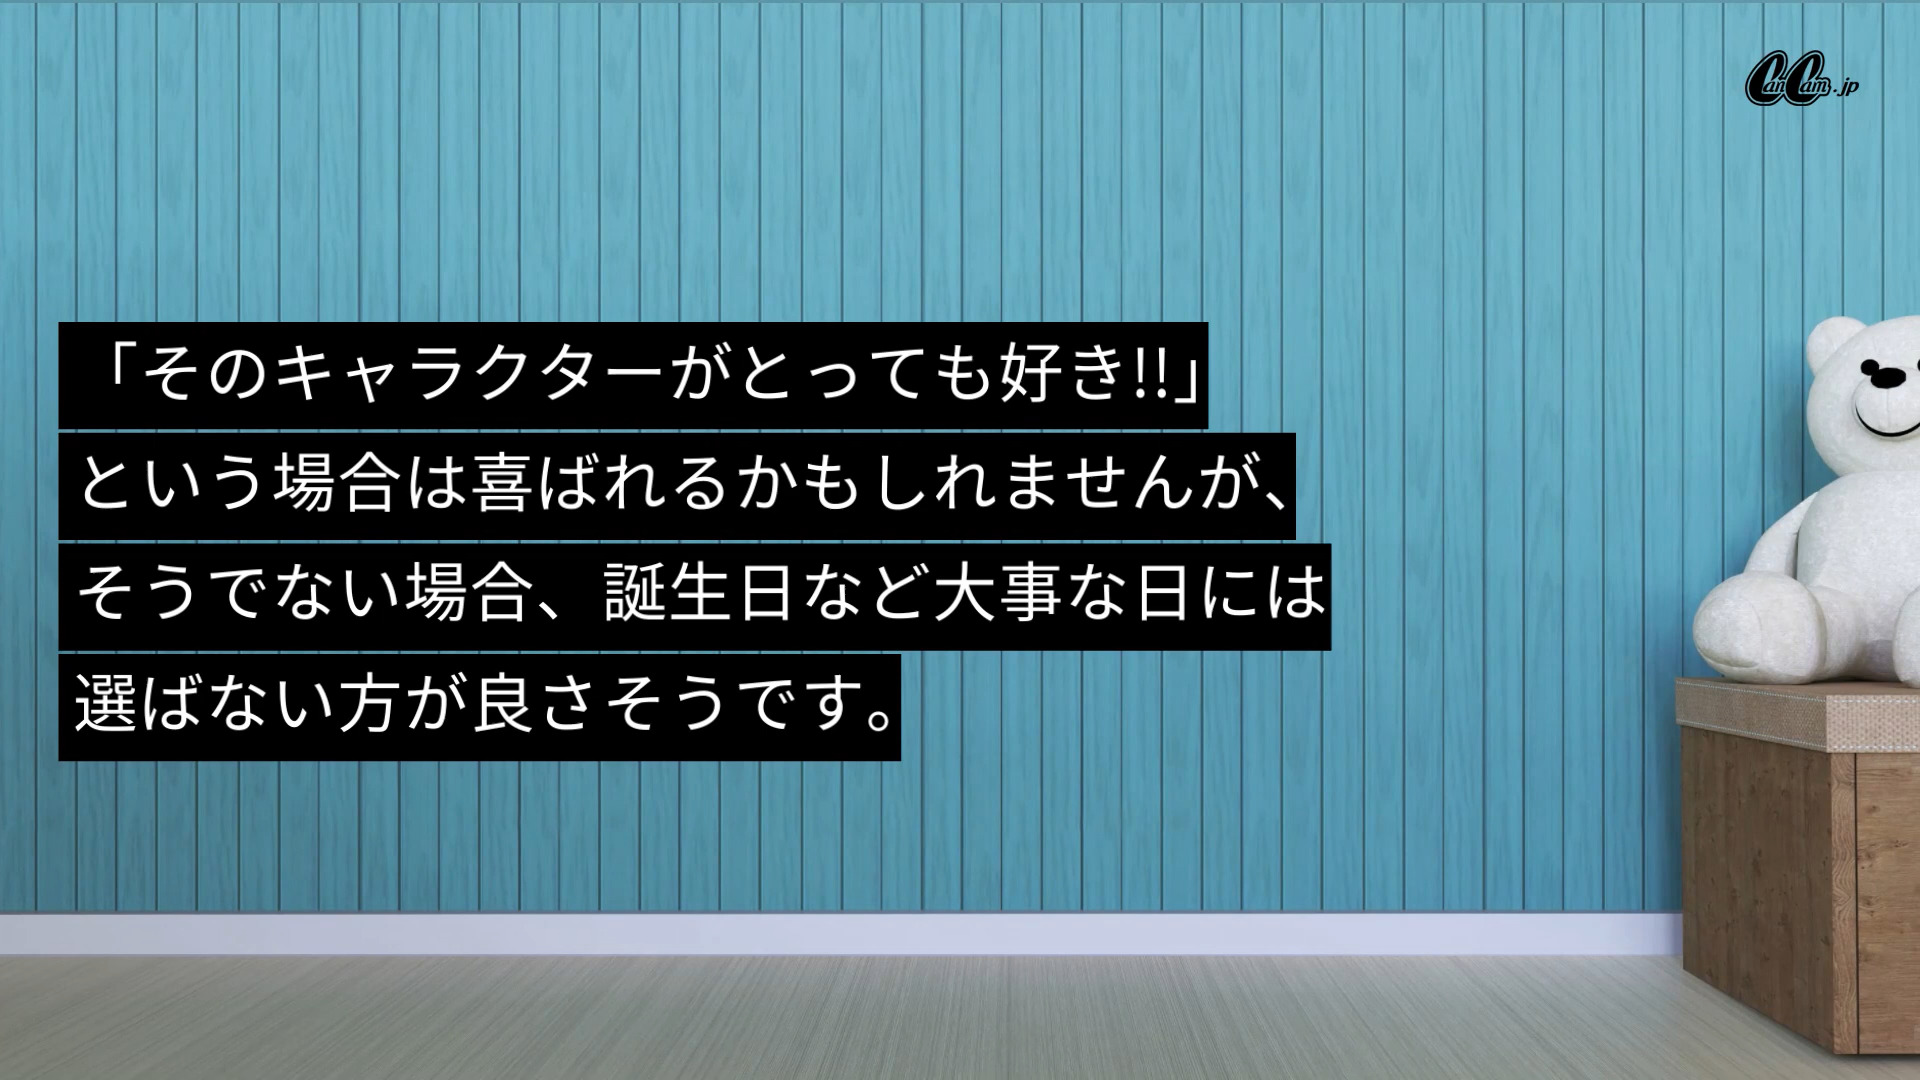 CanCam.jp
「そのキャラクターがとっても好き!!」
という場合は喜ばれるかもしれませんが、
そうでない場合、誕生日など大事な日には
選ばない方が良さそうです。